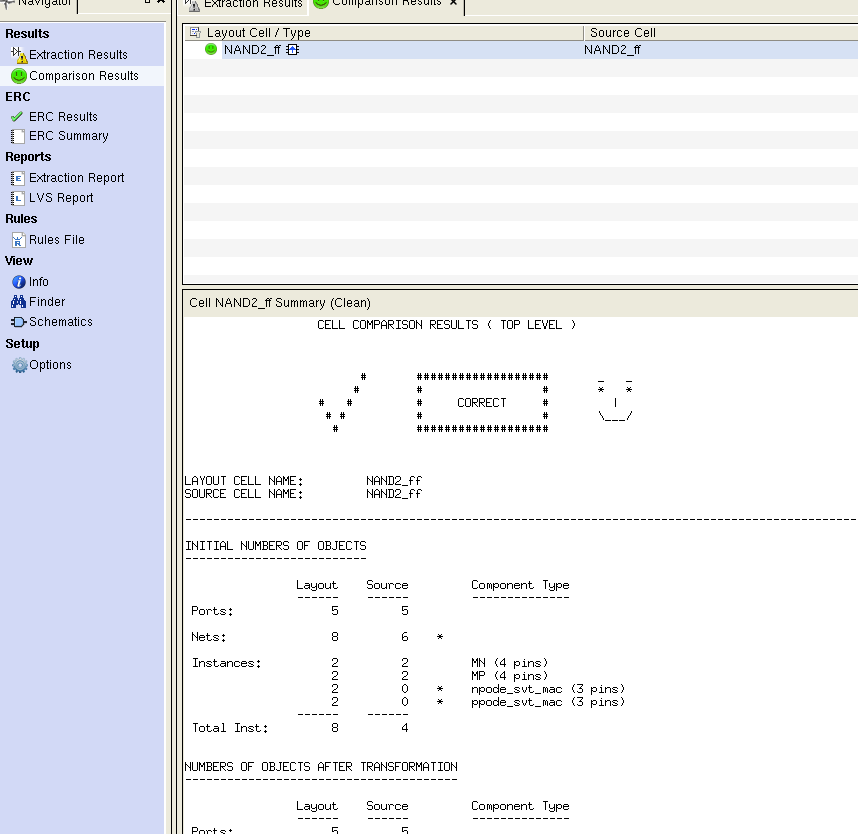 Navigator
Extraction Results
Comparison Results ×
Results
Extraction Results
Comparison Results
ERC
ERC Results
ERC Summary
Reports
Extraction Report
LVS Report
Rules
Rules File
View
Info
Finder
Schematics
Setup
Options
Layout Cell / Type Source Cell
NAND2_ff NAND2_ff
Cell NAND2_ff Summary (Clean)
CELL COMPARISON RESULTS ( TOP LEVEL )
# ################### _ _
# # # * *
# # # CORRECT # |
# # # # \___/
# ###################
LAYOUT CELL NAME: NAND2_ff
SOURCE CELL NAME: NAND2_ff
INITIAL NUMBERS OF OBJECTS
Layout Source Component Type
Ports: 5 5
Nets: 8 6 *
Instances: 2 2 MN (4 pins)
2 2 MP (4 pins)
2 0 * npode_svt_mac (3 pins)
2 0 * ppode_svt_mac (3 pins)
Total Inst: 8 4
NUMBERS OF OBJECTS AFTER TRANSFORMATION
Layout Source Component Type
Ports: 5 5